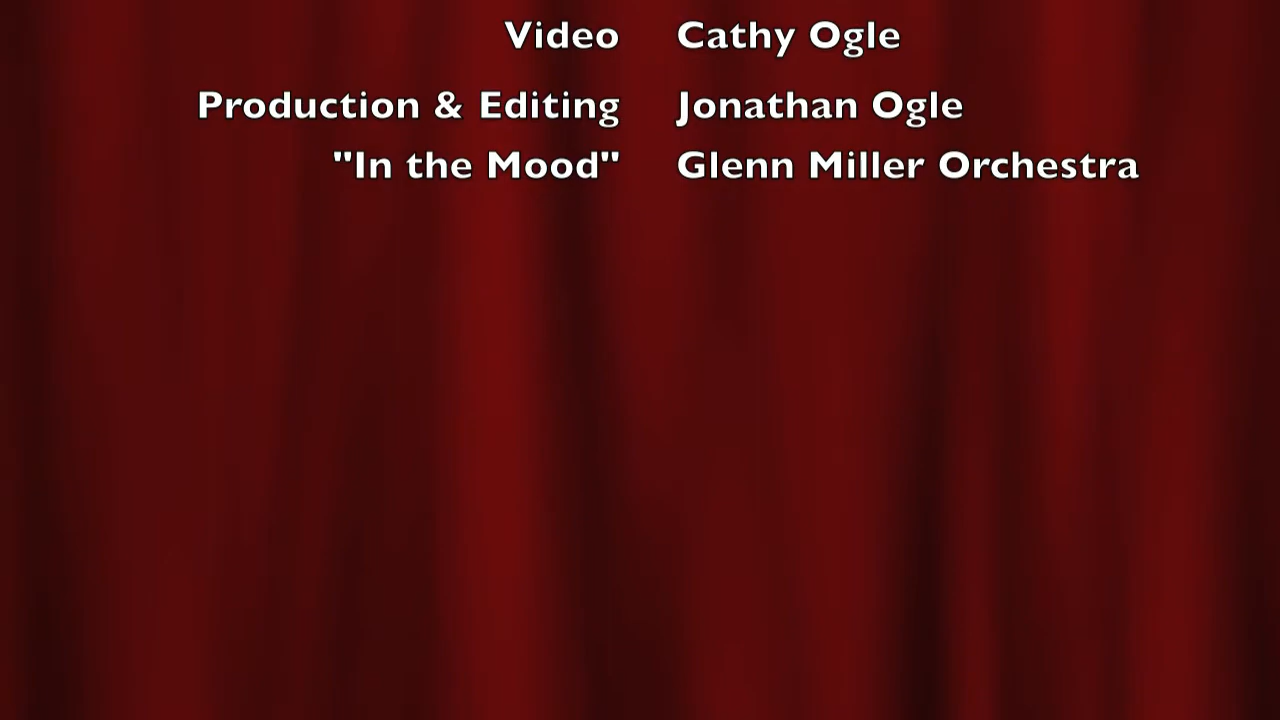 Video Cathy Ogle
Production & Editing Jonathan Ogle
"In the Mood" Glenn Miller Orchestra